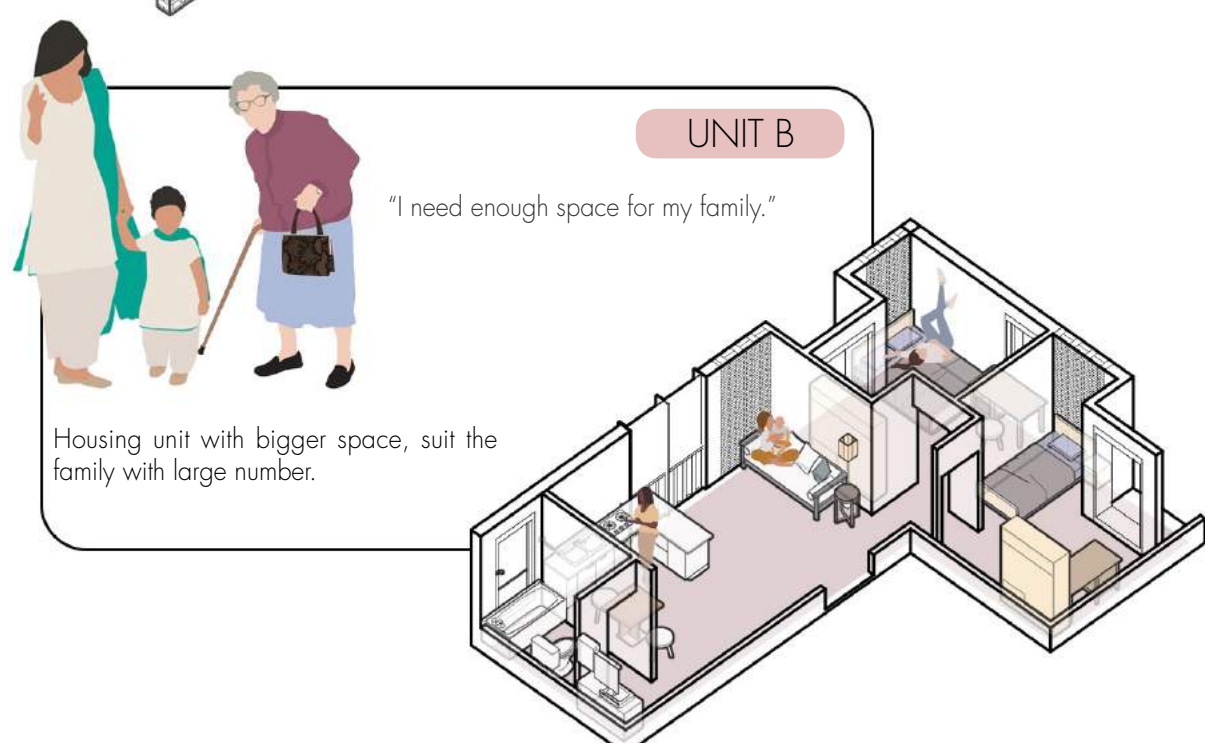 UNIT B
“I need enough space for my family.”
Housing unit with bigger space, suit the
family with large number.